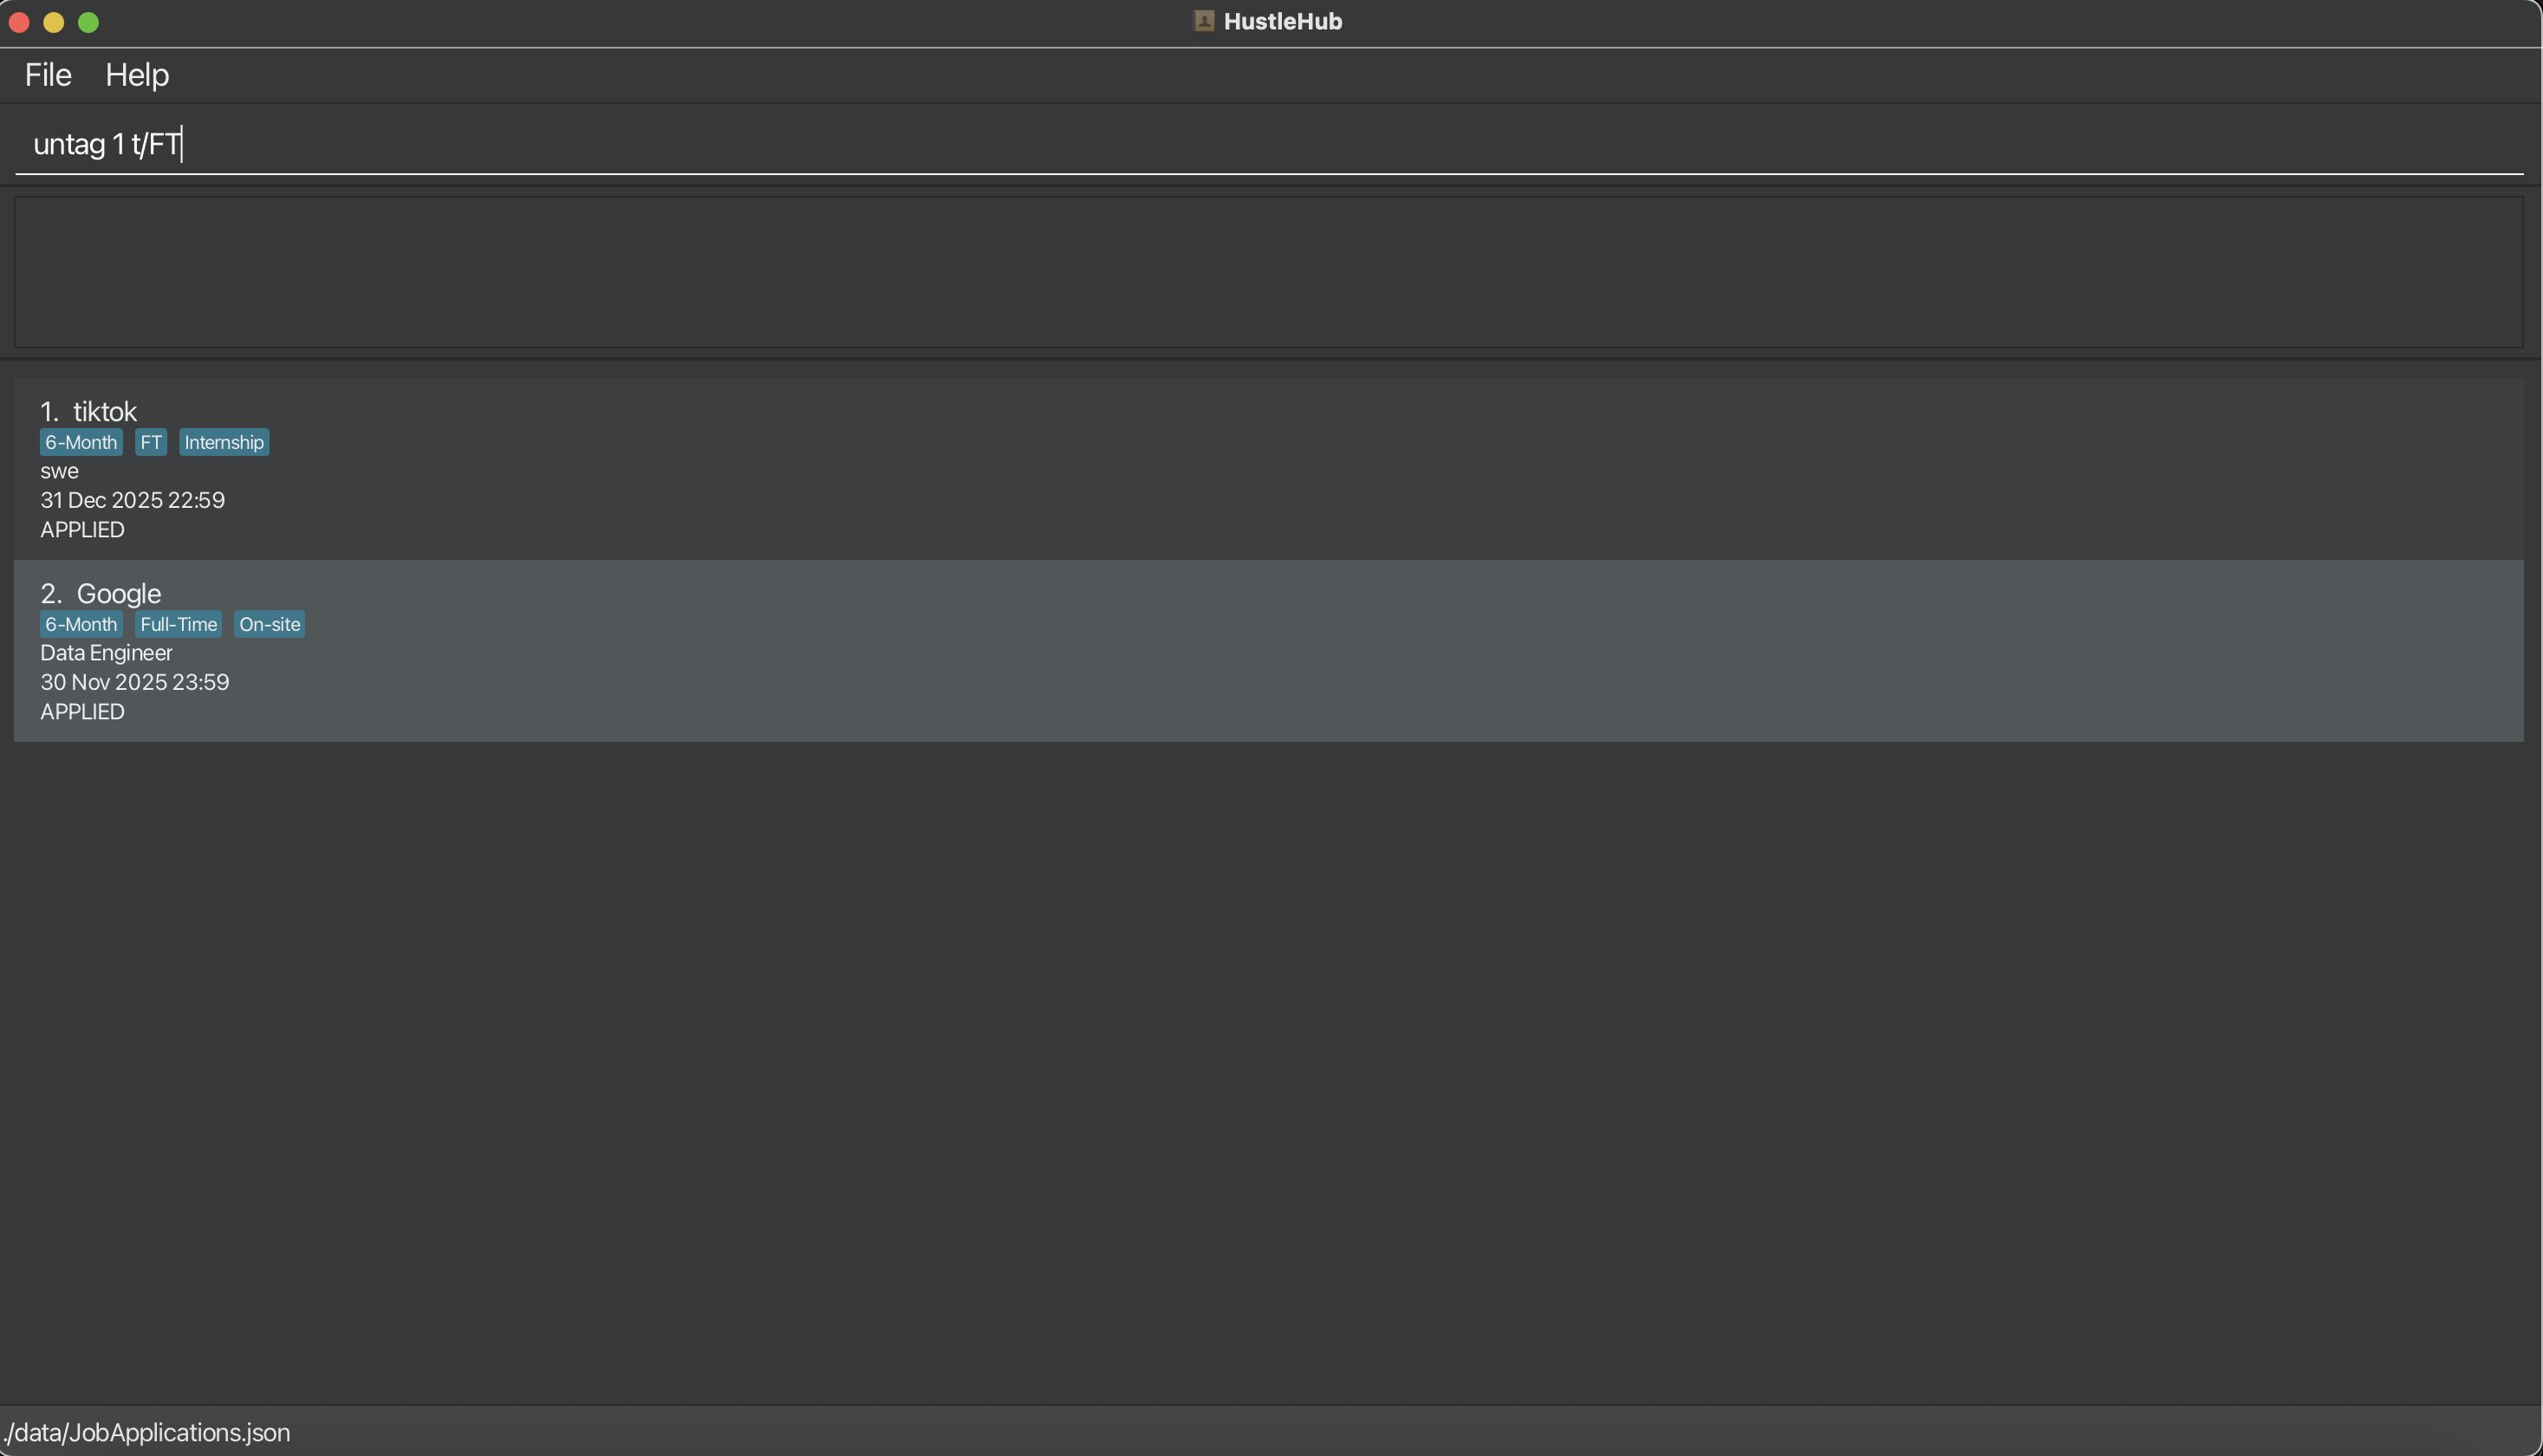 HustleHub
File Help
untag 1 t/FT
1. tiktok
6-Month FT Internship
swe
31 Dec 2025 22:59
APPLIED
2. Google
6-Month Full-Time On-site
Data Engineer
30 Nov 2025 23:59
APPLIED
./data/JobApplications.json